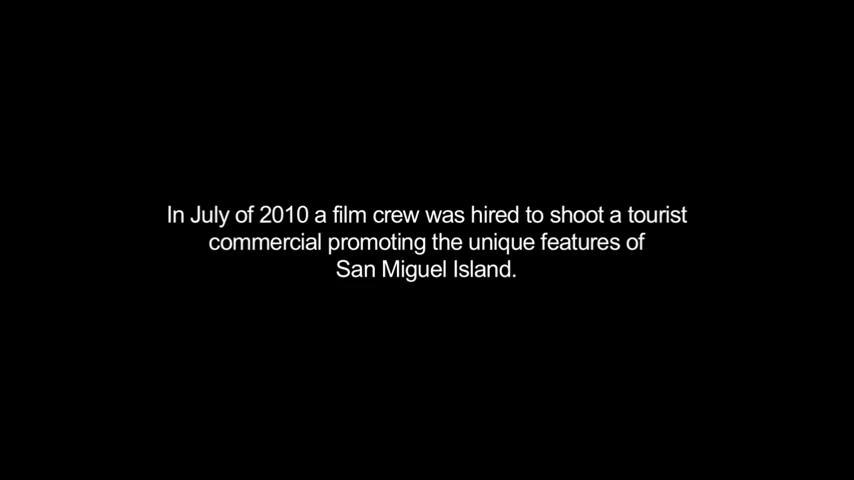 In July of 2010 a film crew was hired to shoot a tourist
commercial promoting the unique features of
San Miguel Island.